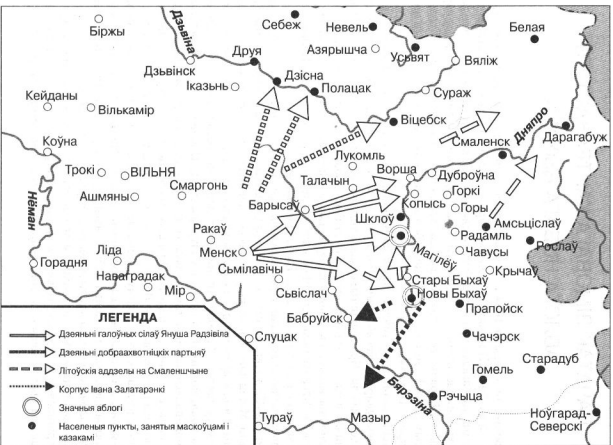 Біржы
Себеж
Невель
Белая
Дзьвіна
Друя
Азярышча
Усьвят
Вяліж
Дзьвінск
Дзісна
Іказьнь
Полацак
Сураж
Кейданы
Вількамір
Віцебск
Дняпро
Смаленск
Дарагабуж
Коўна
Лукомль
Трокі
ВІЛЬНЯ
Ворша
Дуброўна
Талачын
Смаргонь
Ашмяны
Копысь
Горкі
Нёман
Барысаў
Горы
Шклоў
Амсьціслаў
Ракаў
Радамль
Рослаў
Менск
Магілёў
Чавусы
Ліда
Горадня
Смьілавічы
Крычаў
Наваградак
Стары Быхаў
Мір
Сьвіслач
Новы Быхаў
Прапойск
Бабруйск
ЛЕГЕНДА
Дзеяньні галоўных сілаў Януша Радзівіла
Слуцак
Чачэрск
Дзеяньні добраахвотніцкіх партыяў
Літоўскія аддзелы на Смаленшчыне
Старадуб
Гомель
Корпус Івана Залатарэнкі
Бярэзіна
Рэчыца
Значныя аблогі
Тураў
Мазыр
Ноўгарад-
Северскі
Населеныя пункты, занятыя маскоўцамі і
казакамі